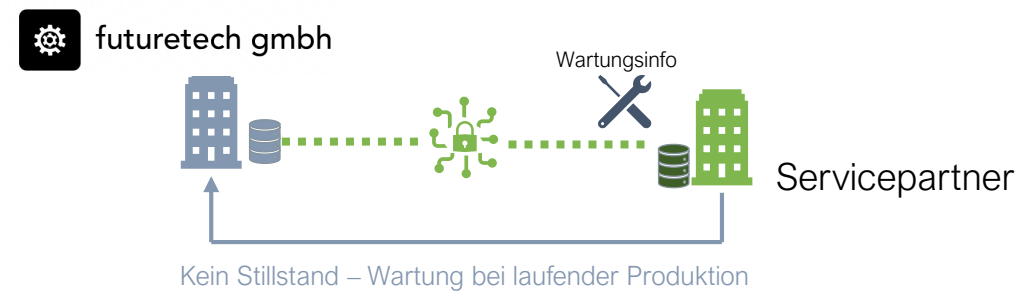 futuretech gmbh
Wartungsinfo
Servicepartner
Kein Stillstand – Wartung bei laufender Produktion